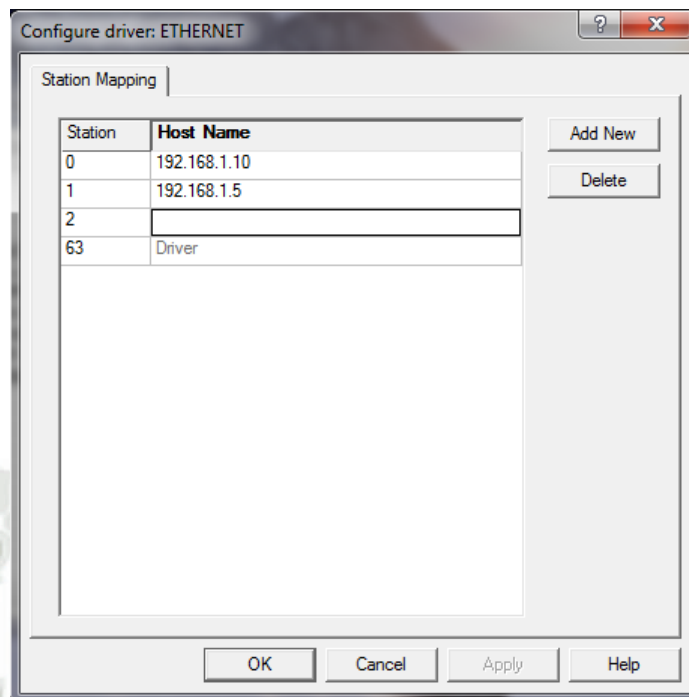 Configure driver: ETHERNET
Station Mapping
Station Host Name
0 192.168.1.10
1 192.168.1.5
2
63 Driver
Add New
Delete
OK Cancel Apply Help